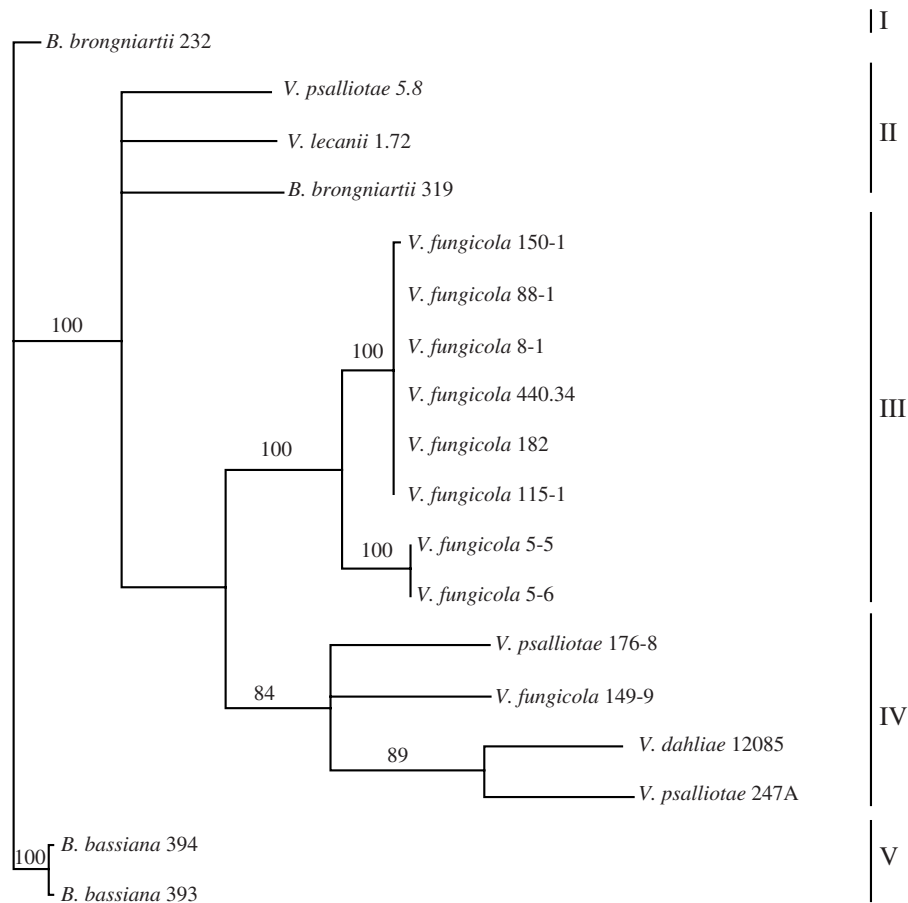 I
B. brongniartii 232
V. psalliotae 5.8
II
V. lecanii 1.72
B. brongniartii 319
V. fungicola 150-1
V. fungicola 88-1
100
V. fungicola 8-1
100
V. fungicola 440.34
III
V. fungicola 182
100
V. fungicola 115-1
V. fungicola 5-5
100
V. fungicola 5-6
V. psalliotae 176-8
84
V. fungicola 149-9
IV
V. dahliae 12085
89
V. psalliotae 247A
B. bassiana 394
100
V
B. bassiana 393